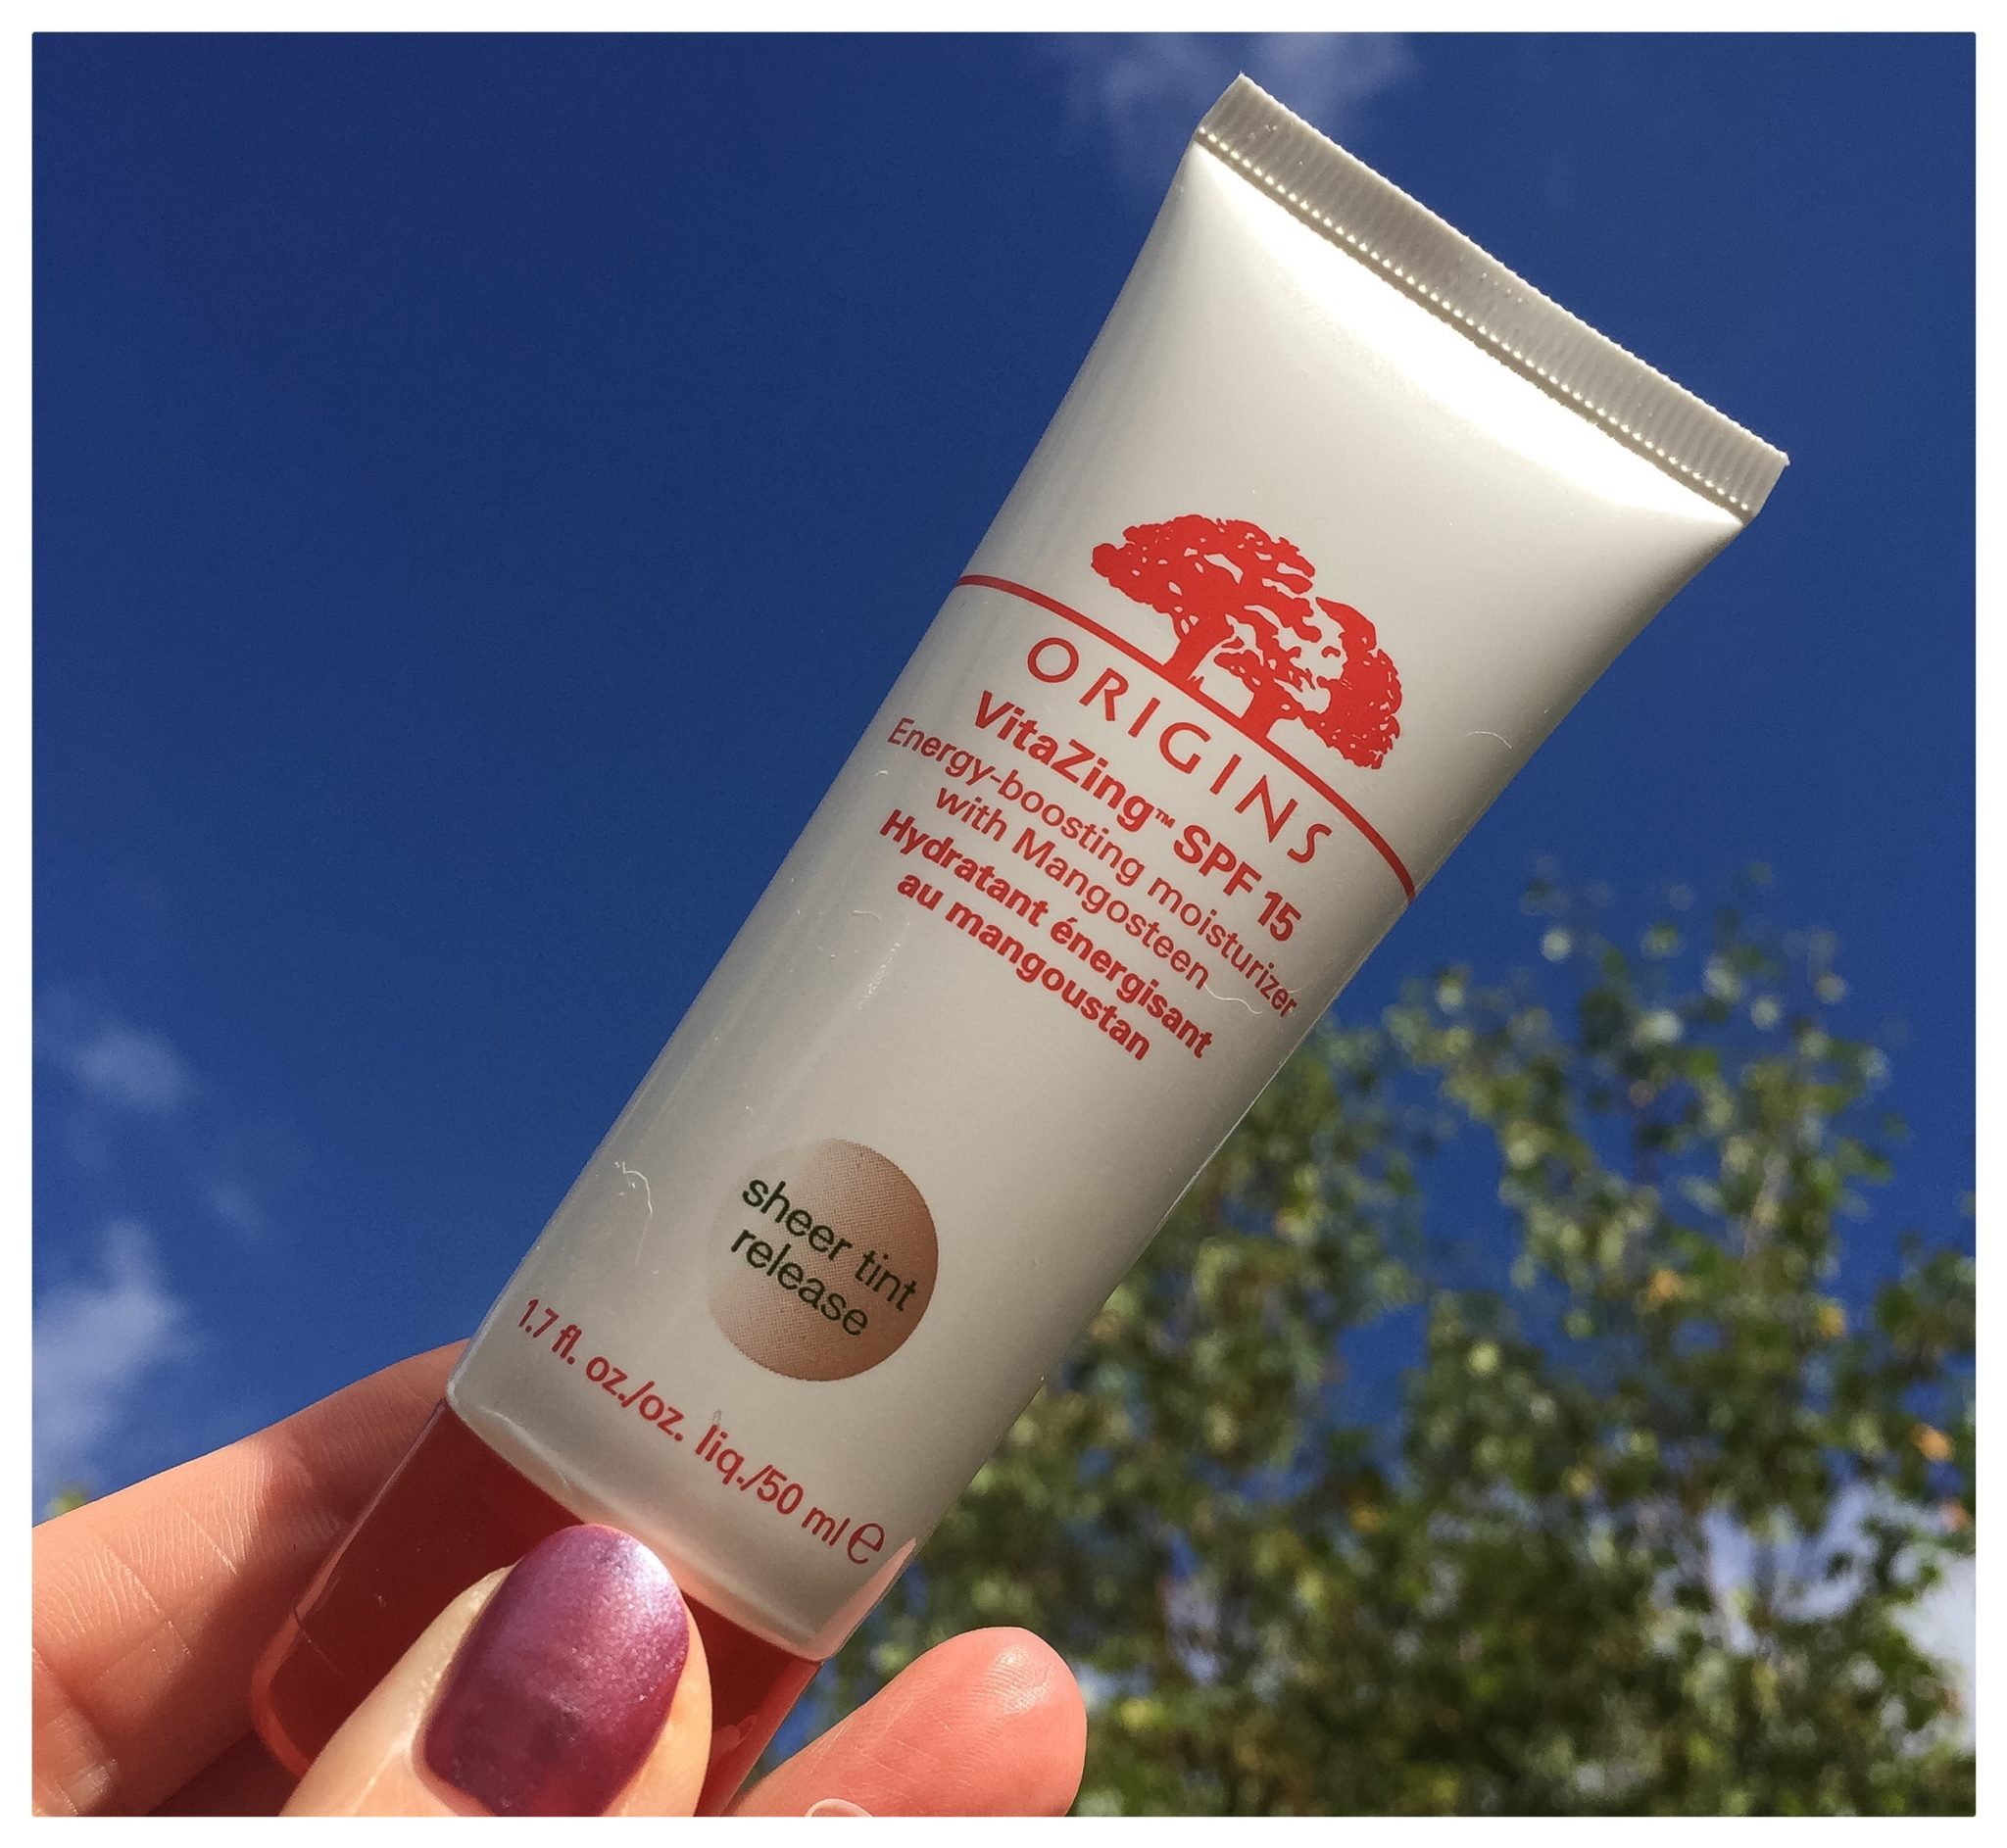 ORIGINS
VitaZing™ SPF 15
Energy-boosting moisturizer
with Mangosteen
Hydratant énergisant
au mangoustan
sheer tint
release
1.7 fl. oz./oz. liq./50 ml ℮